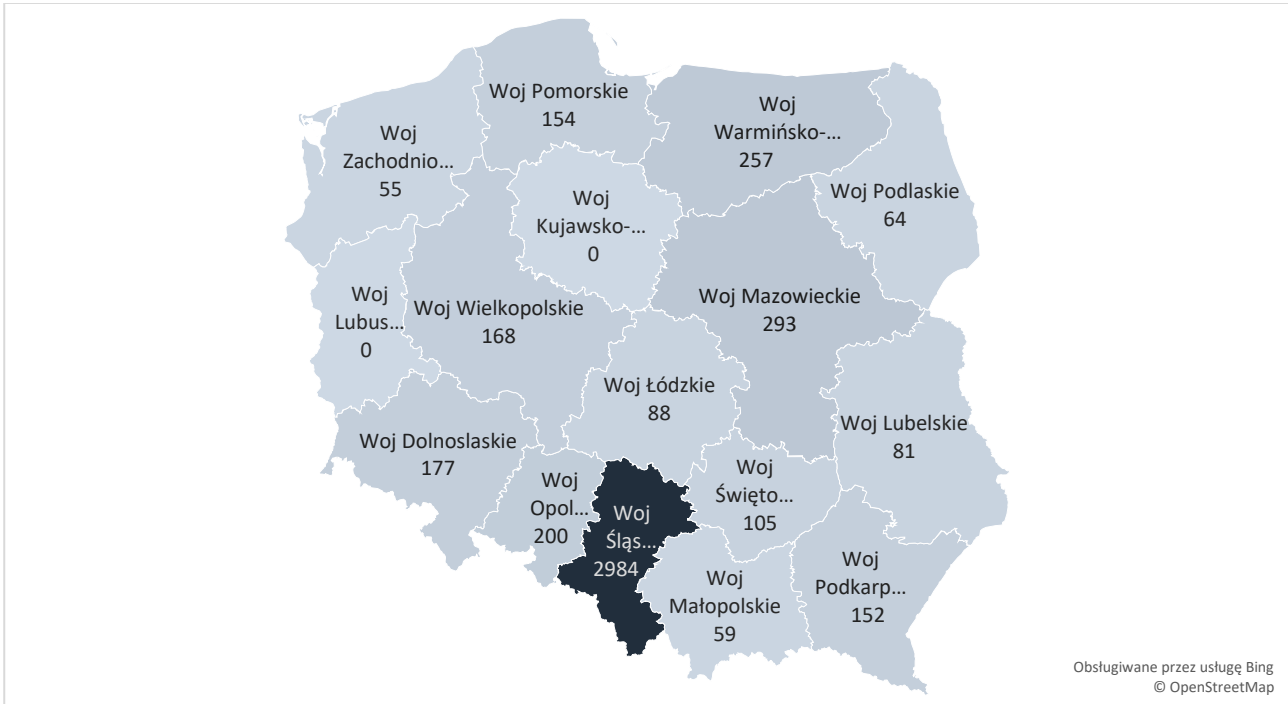 Woj Pomorskie
154
Woj
Warmińsko-...
257
Woj
Zachodnio...
55
Woj Podlaskie
64
Woj
Kujawsko-...
0
Woj
Lubus...
0
Woj Wielkopolskie
168
Woj Mazowieckie
293
Woj Łódzkie
88
Woj Lubelskie
81
Woj Dolnoslaskie
177
Woj
Opol...
200
Woj
Śląs...
2984
Woj
Święto...
105
Woj
Małopolskie
59
Woj
Podkarp...
152
Obsługiwane przez usługę Bing
© OpenStreetMap